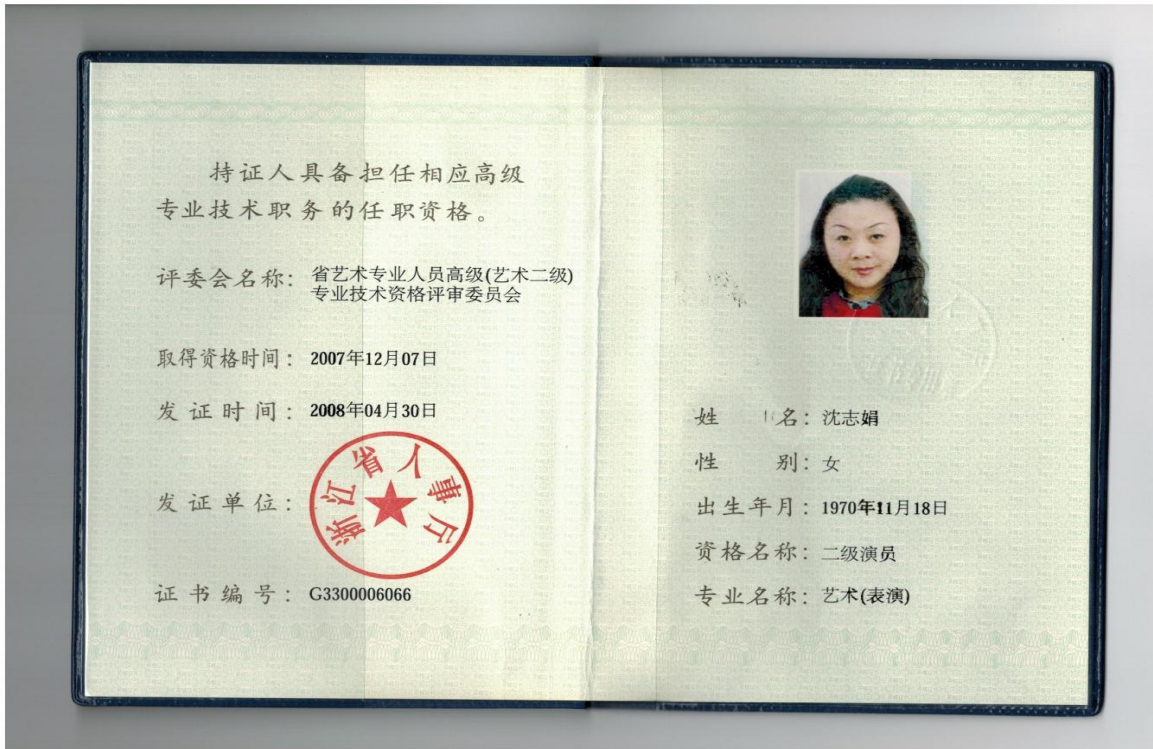 持证人具备担任相应高级
专业技术职务的任职资格。
评委会名称: 省艺术专业人员高级(艺术二级)
专业技术资格评审委员会
取得资格时间: 2007年12月07日
发证时间: 2008年04月30日
发证单位:
浙江省人事厅
证书编号: G3300006066
姓名: 沈志娟
性别: 女
出生年月: 1970年11月18日
资格名称: 二级演员
专业名称: 艺术(表演)